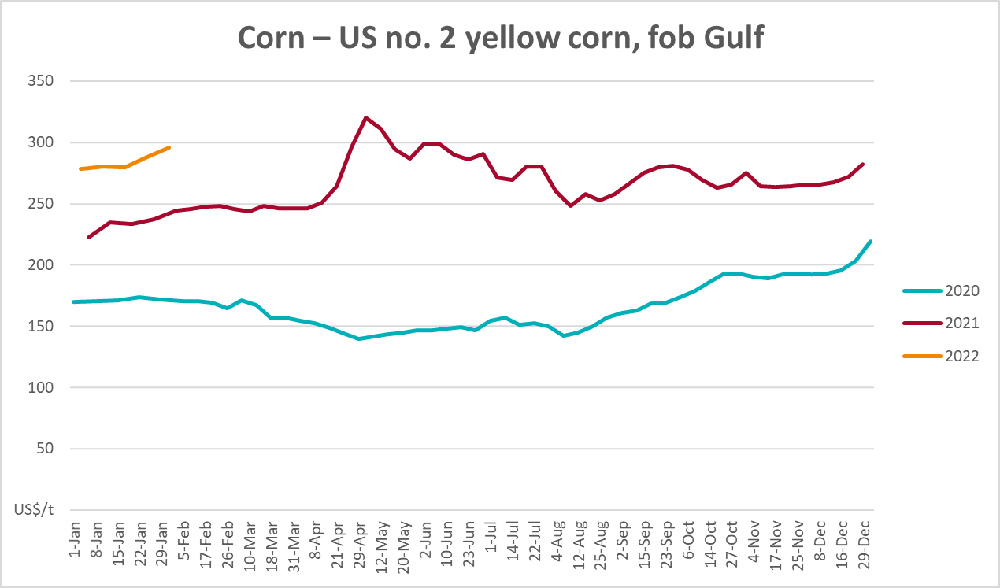 Corn – US no. 2 yellow corn, fob Gulf
350
300
250
200
150
100
50
US$/t
2020
2021
2022
1-Jan
8-Jan
15-Jan
22-Jan
29-Jan
5-Feb
17-Feb
26-Feb
10-Mar
18-Mar
31-Mar
8-Apr
21-Apr
29-Apr
12-May
20-May
2-Jun
10-Jun
23-Jun
1-Jul
14-Jul
22-Jul
4-Aug
12-Aug
25-Aug
2-Sep
15-Sep
23-Sep
6-Oct
14-Oct
27-Oct
4-Nov
17-Nov
25-Nov
8-Dec
16-Dec
29-Dec